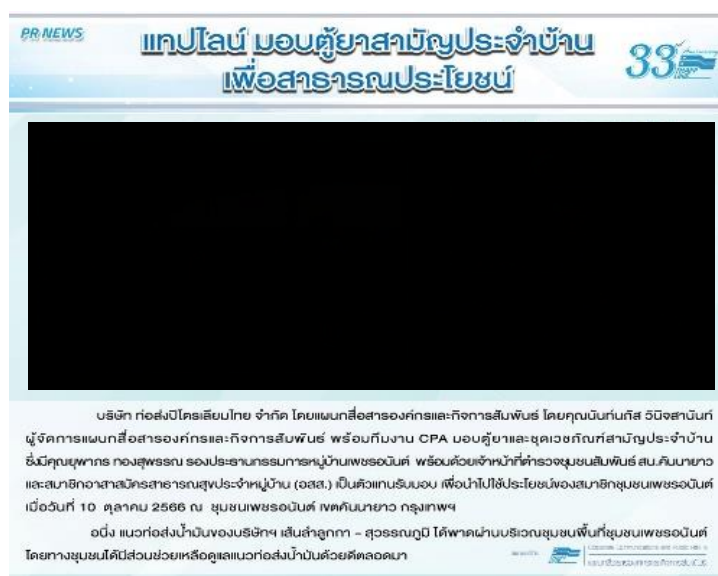 PR NEWS
แทปไลน์ มอบตู้ยาสามัญประจำบ้าน
เพื่อสาธารณประโยชน์
33
บริษัท ท่อส่งปิโตรเลียมไทย จำกัด โดยแผนกสื่อสารองค์กรและกิจการสัมพันธ์ โดยคุณนันท์นภัส วินิจสานันท์
ผู้จัดการแผนกสื่อสารองค์กรและกิจการสัมพันธ์ พร้อมทีมงาน CPA มอบตู้ยาและชุดเวชภัณฑ์สามัญประจำบ้าน
ซึ่งมีคุณยุพากร ทองสุพรรณ รองประธานกรรมการหมู่บ้านเพชรอนันต์ พร้อมด้วยเจ้าหน้าที่ตำรวจชุมชนสัมพันธ์ สน.คันนายาว
และสมาชิกอาสาสมัครสาธารณสุขประจำหมู่บ้าน (อสส.) เป็นตัวแทนรับมอบ เพื่อนำไปใช้ประโยชน์ของสมาชิกชุมชนเพชรอนันต์
เมื่อวันที่ 10 ตุลาคม 2566 ณ ชุมชนเพชรอนันต์ เขตคันนายาว กรุงเทพฯ
อนึ่ง แนวท่อส่งน้ำมันของบริษัทฯ เส้นลำลูกกา - สุวรรณภูมิ ได้พาดผ่านบริเวณชุมชนพื้นที่ชุมชนเพชรอนันต์
โดยทางชุมชนได้มีส่วนช่วยเหลือดูแลแนวท่อส่งน้ำมันด้วยดีตลอดมา